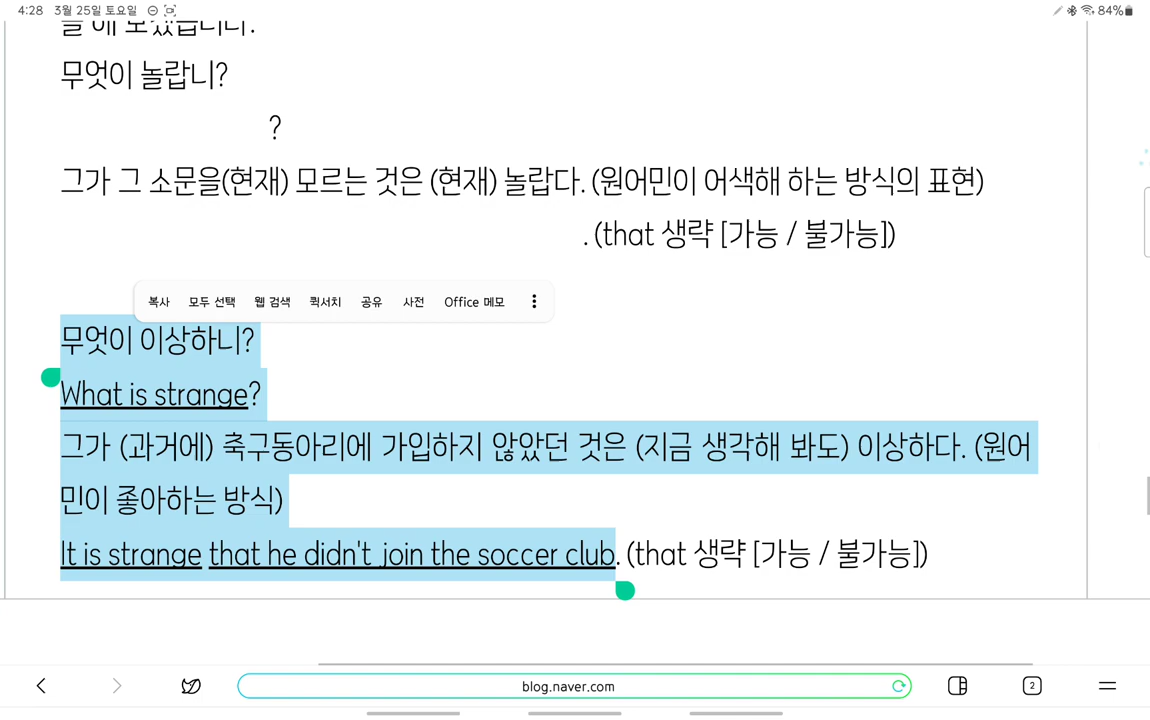 4:28 3월 25일 토요일 84%
무엇이 놀랍니?
?
그가 그 소문을(현재) 모르는 것은 (현재) 놀랍다. (원어민이 어색해 하는 방식의 표현)
. (that 생략 [가능 / 불가능])
복사 모두 선택 웹 검색 퀵서치 공유 사전 Office 메모
무엇이 이상하니?
What is strange?
그가 (과거에) 축구동아리에 가입하지 않았던 것은 (지금 생각해 봐도) 이상하다. (원어
민이 좋아하는 방식)
It is strange that he didn't join the soccer club. (that 생략 [가능 / 불가능])
blog.naver.com 2